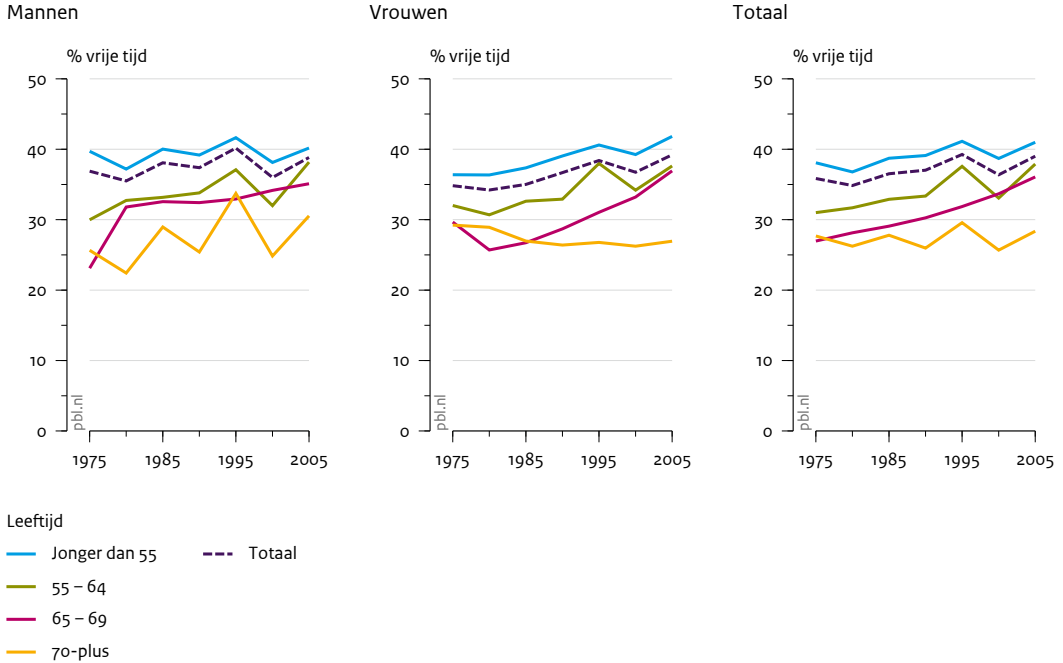 Mannen
Vrouwen
Totaal
% vrije tijd
% vrije tijd
% vrije tijd
50
40
30
20
10
0
50
40
30
20
10
0
50
40
30
20
10
0
pbl.nl
pbl.nl
pbl.nl
1975 1985 1995 2005
1975 1985 1995 2005
1975 1985 1995 2005
Leeftijd
Jonger dan 55
Totaal
55 – 64
65 – 69
70-plus